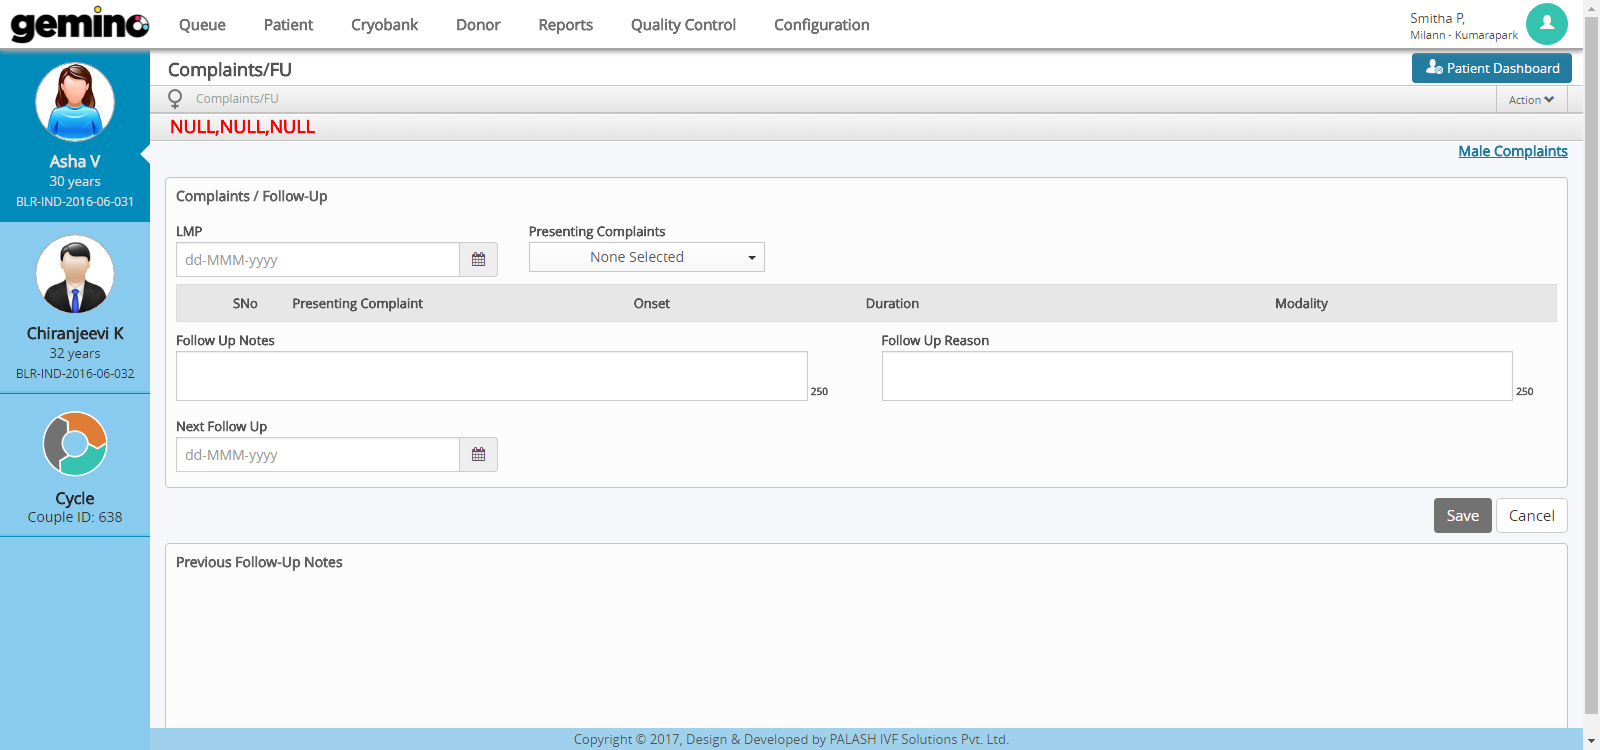 gemino
Queue Patient Cryobank Donor Reports Quality Control Configuration
Smitha P,
Milann - Kumarapark
Asha V
30 years
BLR-IND-2016-06-031
Chiranjeevi K
32 years
BLR-IND-2016-06-032
Cycle
Couple ID: 638
Complaints/FU
Patient Dashboard
Complaints/FU
Action
NULL,NULL,NULL
Male Complaints
Complaints / Follow-Up
LMP Presenting Complaints
dd-MMM-yyyy None Selected
SNo Presenting Complaint Onset Duration Modality
Follow Up Notes Follow Up Reason
250 250
Next Follow Up
dd-MMM-yyyy
Save Cancel
Previous Follow-Up Notes
Copyright © 2017, Design & Developed by PALASH IVF Solutions Pvt. Ltd.